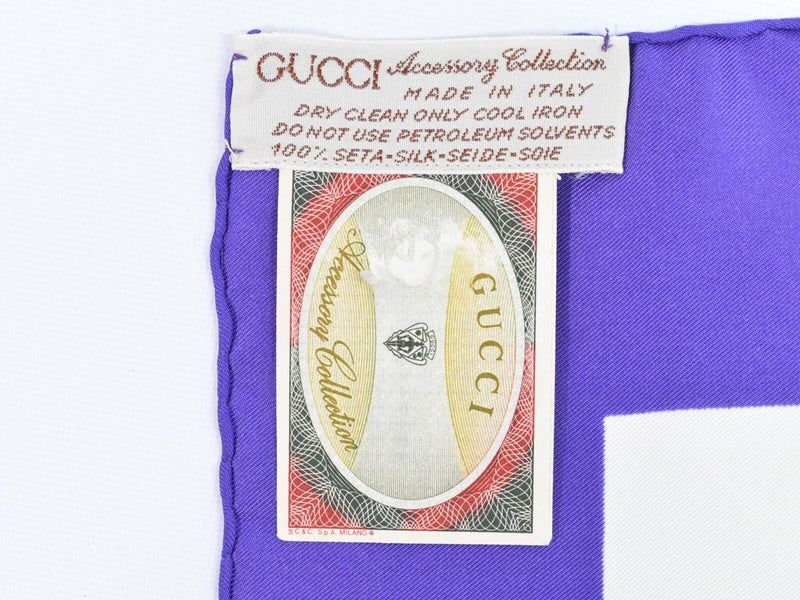 GUCCI Accessory Collection
MADE IN ITALY
DRY CLEAN ONLY COOL IRON
DO NOT USE PETROLEUM SOLVENTS
100% SETA-SILK-SEIDE-SOIE
GUCCI
Accessory Collection
GUCCI
©C.&C. S.p.A. MILANO®